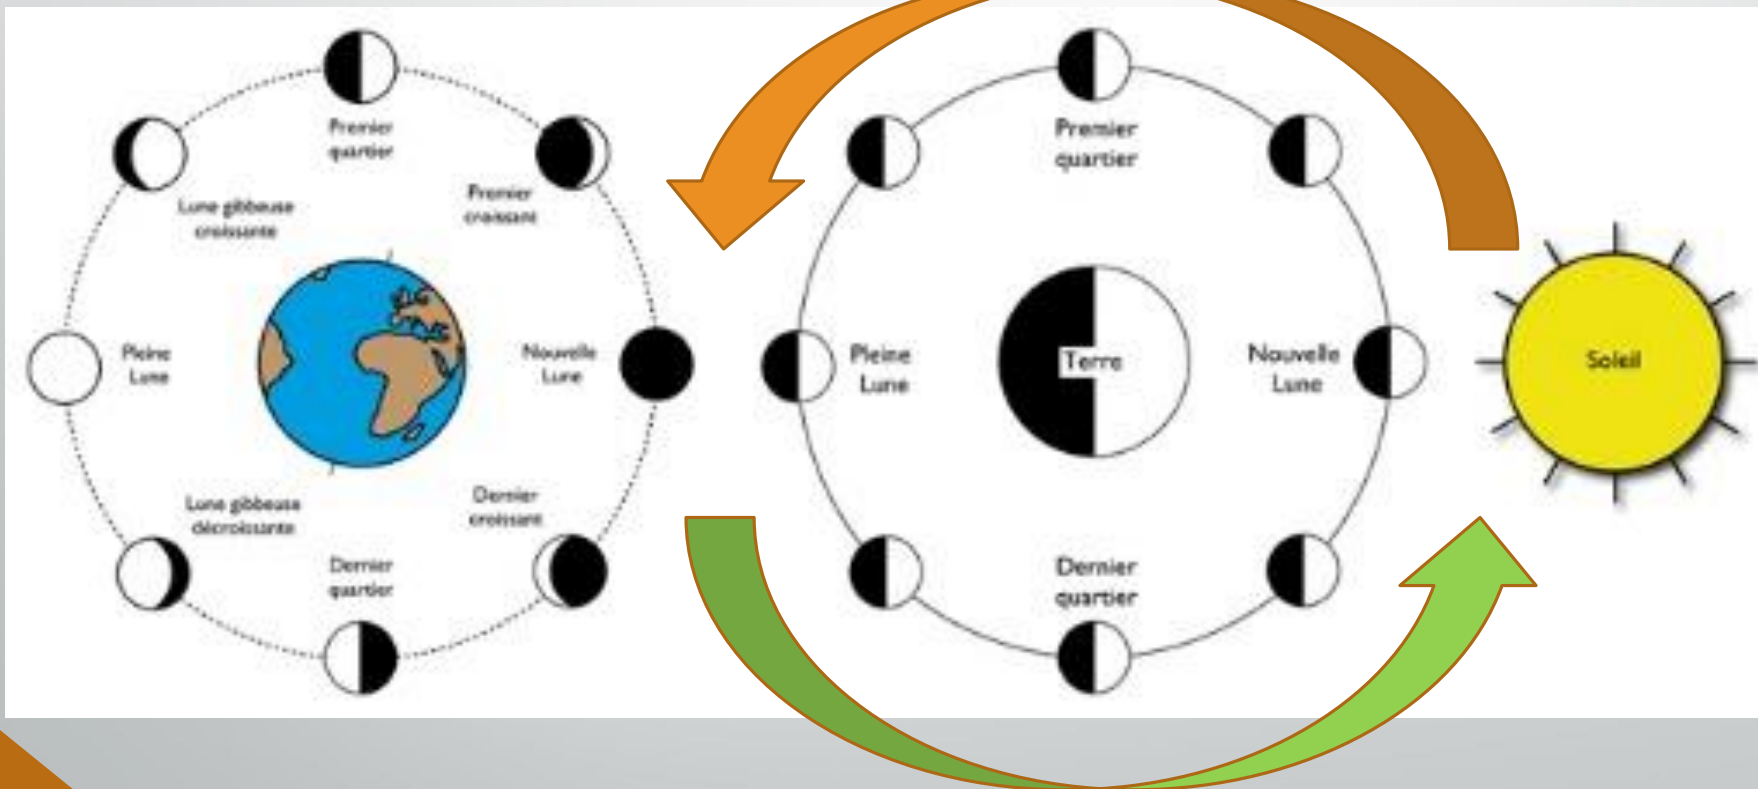 Premier
quartier
Premier
croissant
Lune gibbeuse
croissante
Pleine
Lune
Nouvelle
Lune
Lune gibbeuse
décroissante
Dernier
croissant
Dernier
quartier
Premier
quartier
Pleine
Lune
Terre
Nouvelle
Lune
Dernier
quartier
Soleil